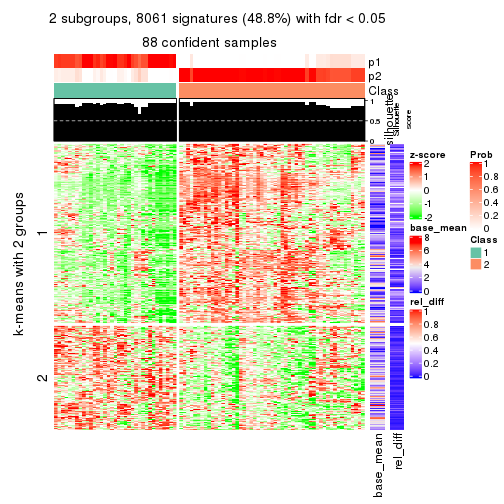 2 subgroups, 8061 signatures (48.8%) with fdr < 0.05
88 confident samples
p1
p2
Class
silhouette
Silhouette
score
1
0.5
0
k-means with 2 groups
1
2
base_mean
rel_diff
z-score
2
1
0
-1
-2
base_mean
8
6
4
2
0
rel_diff
1
0.8
0.6
0.4
0.2
0
Prob
1
0.8
0.6
0.4
0.2
0
Class
1
2